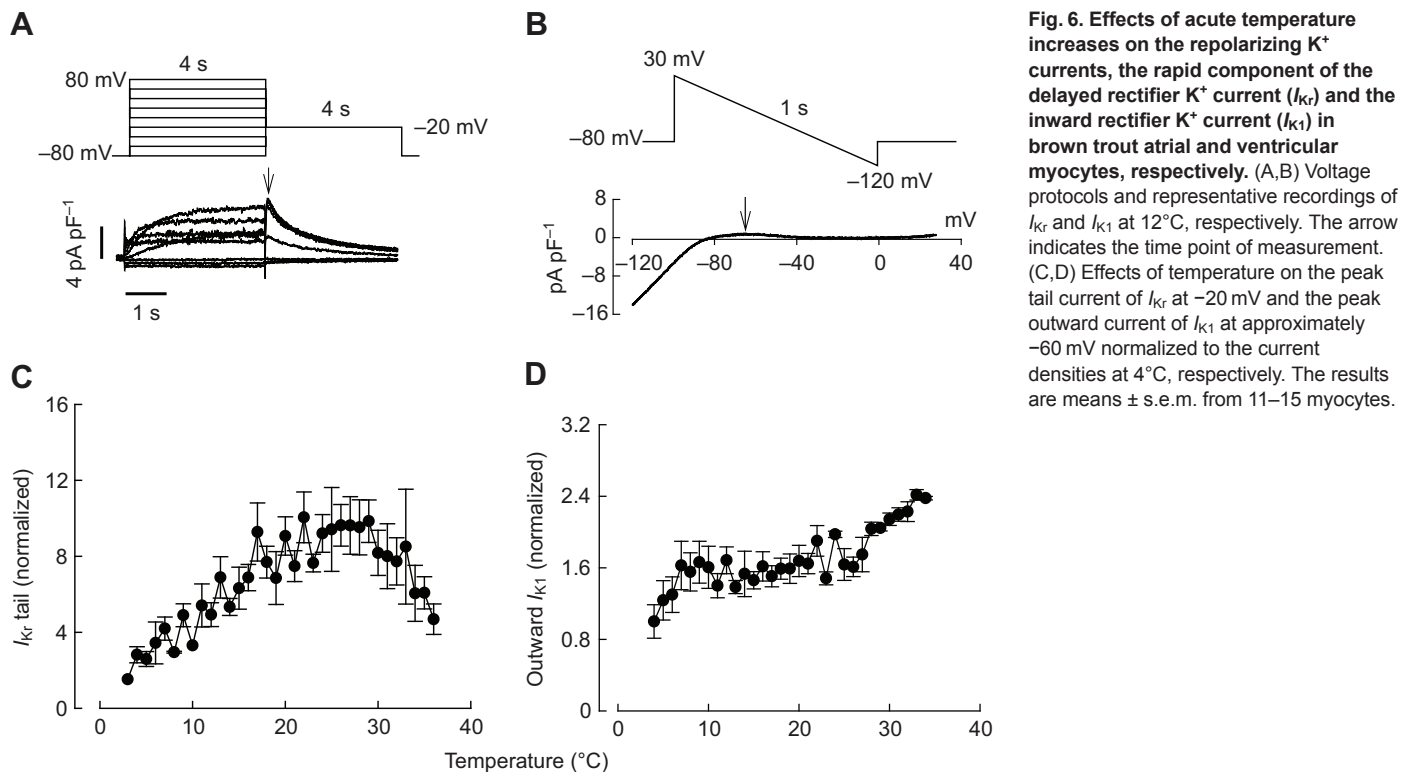 A
80 mV
4 s
4 s
–20 mV
–80 mV
4 pA pF–1
1 s
B
30 mV
1 s
–80 mV
–120 mV
8
0
–8
–16
pA pF–1
–120
–80
–40
0
40
mV
C
16
12
8
4
0
IKr tail (normalized)
0
10
20
30
40
D
3.2
2.4
1.6
0.8
0
Outward IK1 (normalized)
0
10
20
30
40
Temperature (°C)
Fig. 6. Effects of acute temperature
increases on the repolarizing K+
currents, the rapid component of the
delayed rectifier K+ current (IKr) and the
inward rectifier K+ current (IK1) in
brown trout atrial and ventricular
myocytes, respectively. (A,B) Voltage
protocols and representative recordings of
IKr and IK1 at 12°C, respectively. The arrow
indicates the time point of measurement.
(C,D) Effects of temperature on the peak
tail current of IKr at −20 mV and the peak
outward current of IK1 at approximately
−60 mV normalized to the current
densities at 4°C, respectively. The results
are means ± s.e.m. from 11–15 myocytes.